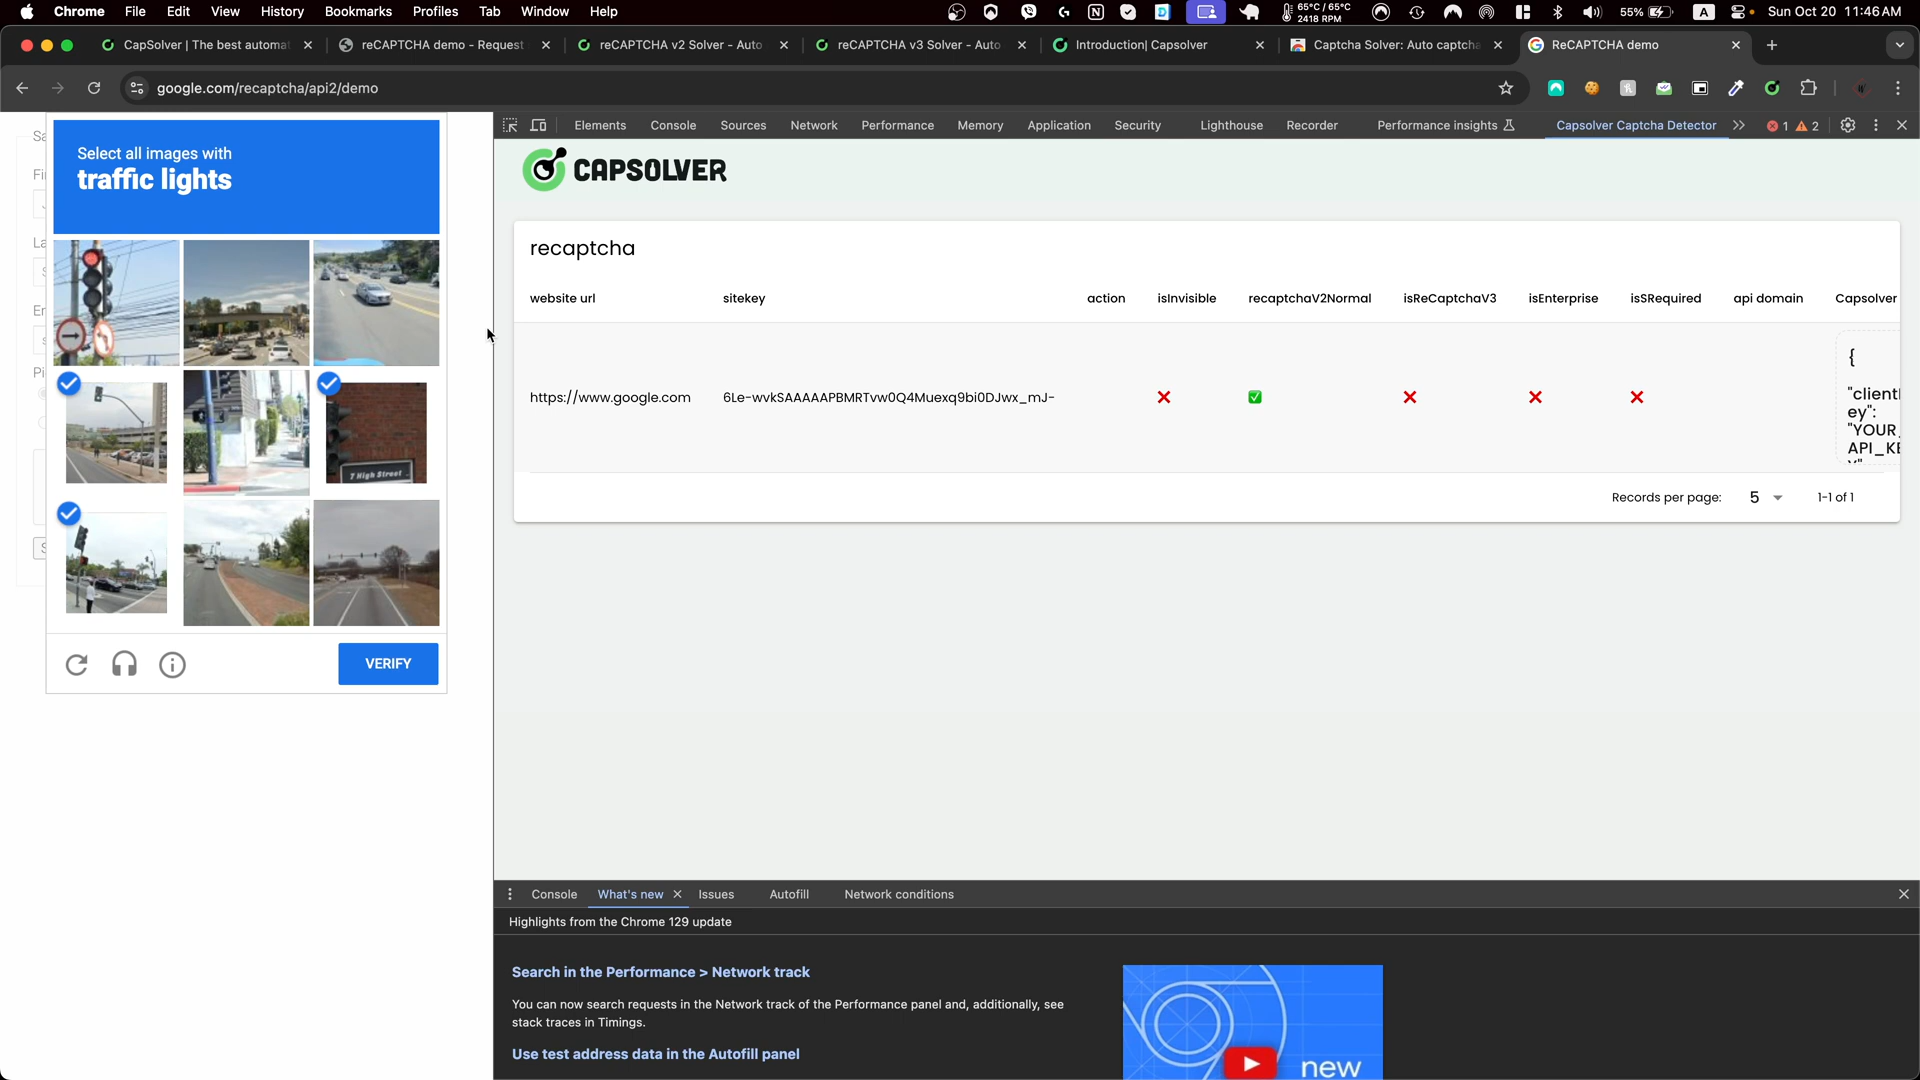 Chrome File Edit View History Bookmarks Profiles Tab Window Help 65°C / 65°C 2418 RPM 55% A Sun Oct 20 11:46 AM
CapSolver | The best automat reCAPTCHA demo - Request reCAPTCHA v2 Solver - Auto reCAPTCHA v3 Solver - Auto Introduction| Capsolver Captcha Solver: Auto captcha ReCAPTCHA demo
google.com/recaptcha/api2/demo
Elements Console Sources Network Performance Memory Application Security Lighthouse Recorder Performance insights Capsolver Captcha Detector 1 2
Select all images with
traffic lights
7 High Street
VERIFY
CAPSOLVER
recaptcha
website url sitekey action isInvisible recaptchaV2Normal isReCaptchaV3 isEnterprise isSRequired api domain Capsolver
https://www.google.com 6Le-wvkSAAAAAPBMRTvw0Q4Muexq9bi0DJwx_mJ-
{
"clientK
ey":
"YOUR_
API_KE
Y"
Records per page: 5 1-1 of 1
Console What's new Issues Autofill Network conditions
Highlights from the Chrome 129 update
Search in the Performance > Network track
You can now search requests in the Network track of the Performance panel and, additionally, see
stack traces in Timings.
Use test address data in the Autofill panel
new